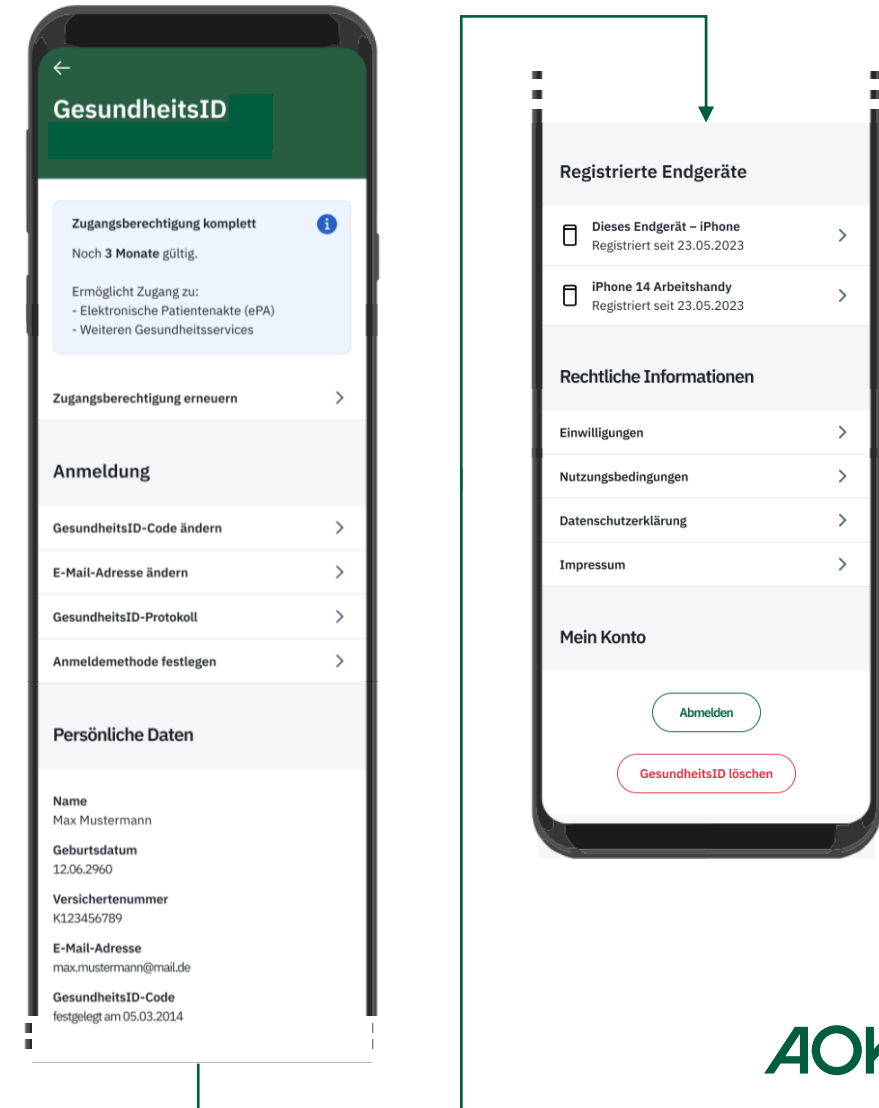 GesundheitsID
Zugangsberechtigung komplett
Noch 3 Monate gültig.
Ermöglicht Zugang zu:
- Elektronische Patientenakte (ePA)
- Weiteren Gesundheitsservices
Zugangsberechtigung erneuern
Anmeldung
GesundheitsID-Code ändern
E-Mail-Adresse ändern
GesundheitsID-Protokoll
Anmeldemethode festlegen
Persönliche Daten
Name
Max Mustermann
Geburtsdatum
12.06.2960
Versichertenummer
K123456789
E-Mail-Adresse
max.mustermann@mail.de
GesundheitsID-Code
festgelegt am 05.03.2014
Registrierte Endgeräte
Dieses Endgerät – iPhone
Registriert seit 23.05.2023
iPhone 14 Arbeitshandy
Registriert seit 23.05.2023
Rechtliche Informationen
Einwilligungen
Nutzungsbedingungen
Datenschutzerklärung
Impressum
Mein Konto
Abmelden
GesundheitsID löschen
AOK